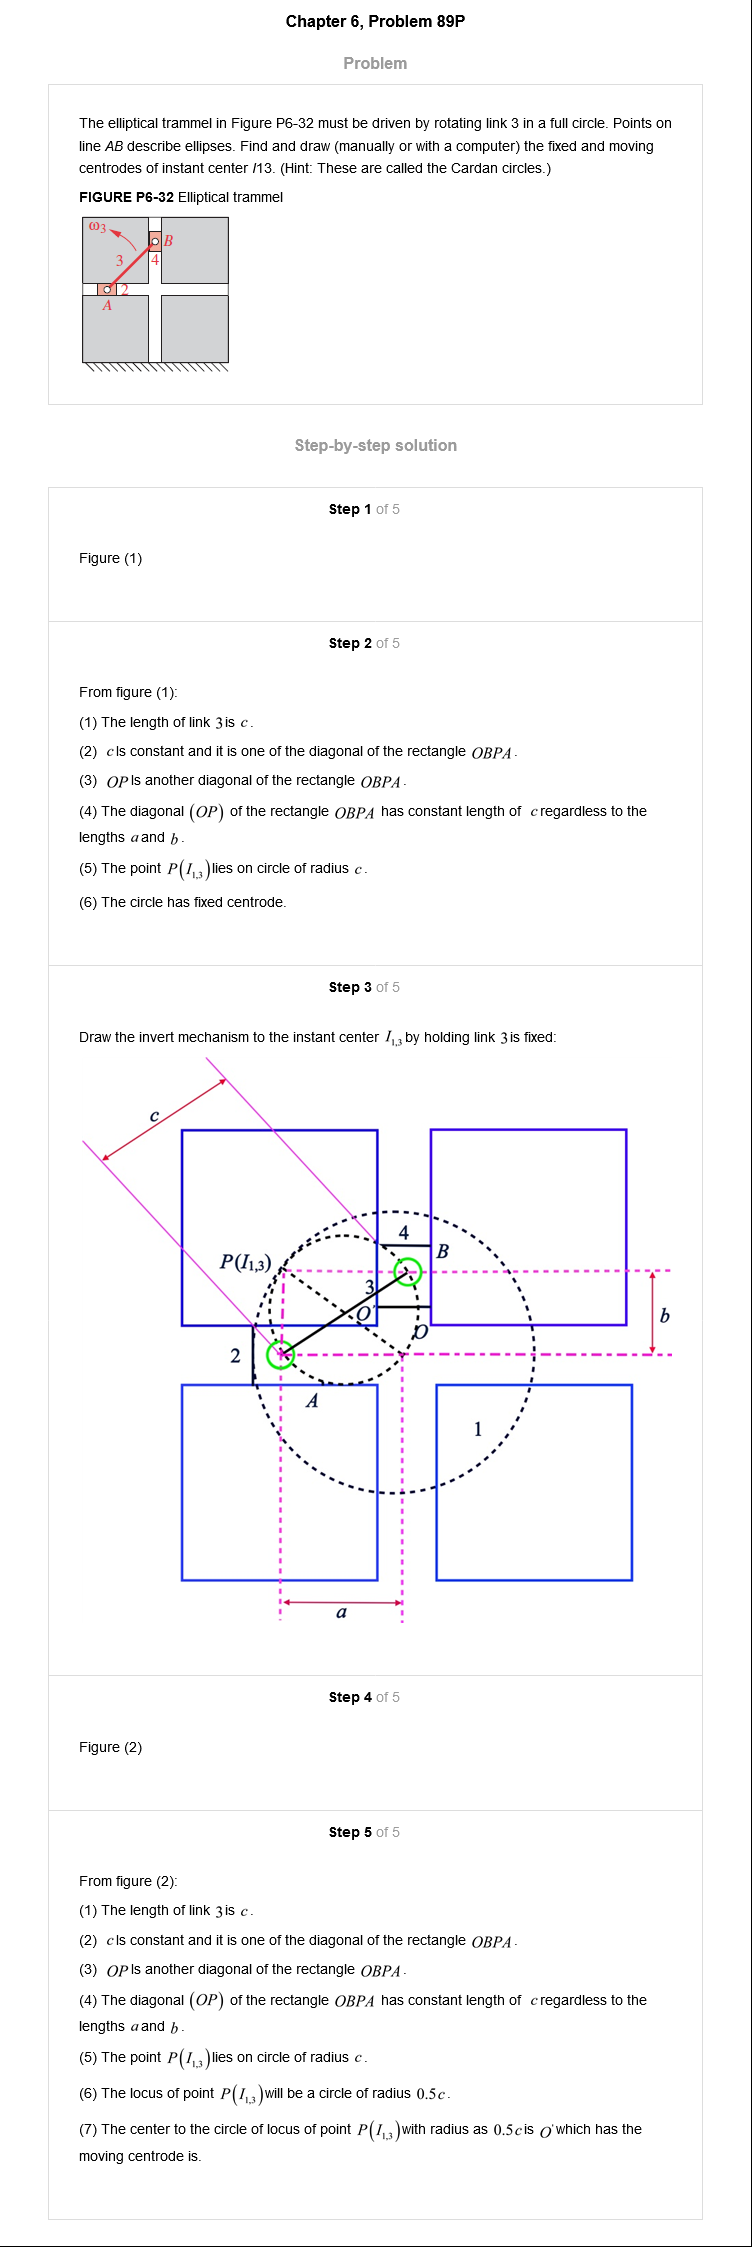 Chapter 6, Problem 89P
Problem
The elliptical trammel in Figure P6-32 must be driven by rotating link 3 in a full circle. Points on
line AB describe ellipses. Find and draw (manually or with a computer) the fixed and moving
centrodes of instant center I13. (Hint: These are called the Cardan circles.)
FIGURE P6-32 Elliptical trammel
ω3
B
3
4
2
A
Step-by-step solution
Step 1 of 5
Figure (1)
Step 2 of 5
From figure (1):
(1) The length of link 3 is c.
(2) c Is constant and it is one of the diagonal of the rectangle OBPA.
(3) OP Is another diagonal of the rectangle OBPA.
(4) The diagonal (OP) of the rectangle OBPA has constant length of c regardless to the
lengths a and b.
(5) The point P(I1,3) lies on circle of radius c.
(6) The circle has fixed centrode.
Step 3 of 5
Draw the invert mechanism to the instant center I1,3 by holding link 3 is fixed:
c
4
B
P(I1,3)
3
O'
b
O
2
A
1
a
Step 4 of 5
Figure (2)
Step 5 of 5
From figure (2):
(1) The length of link 3 is c.
(2) c Is constant and it is one of the diagonal of the rectangle OBPA.
(3) OP Is another diagonal of the rectangle OBPA.
(4) The diagonal (OP) of the rectangle OBPA has constant length of c regardless to the
lengths a and b.
(5) The point P(I1,3) lies on circle of radius c.
(6) The locus of point P(I1,3) will be a circle of radius 0.5c.
(7) The center to the circle of locus of point P(I1,3) with radius as 0.5c is O' which has the
moving centrode is.